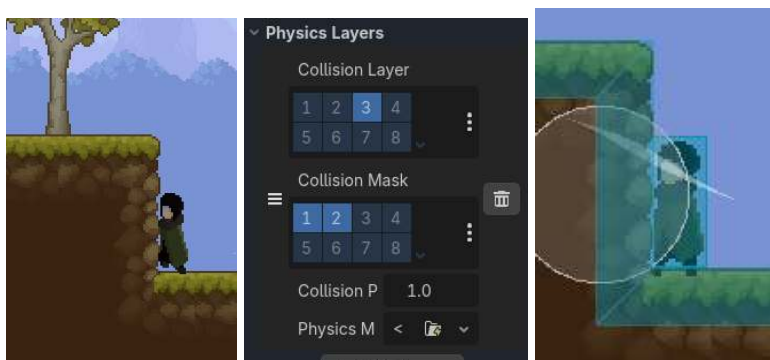 Physics Layers
Collision Layer
1 2 3 4
5 6 7 8
Collision Mask
1 2 3 4
5 6 7 8
Collision P 1.0
Physics M <